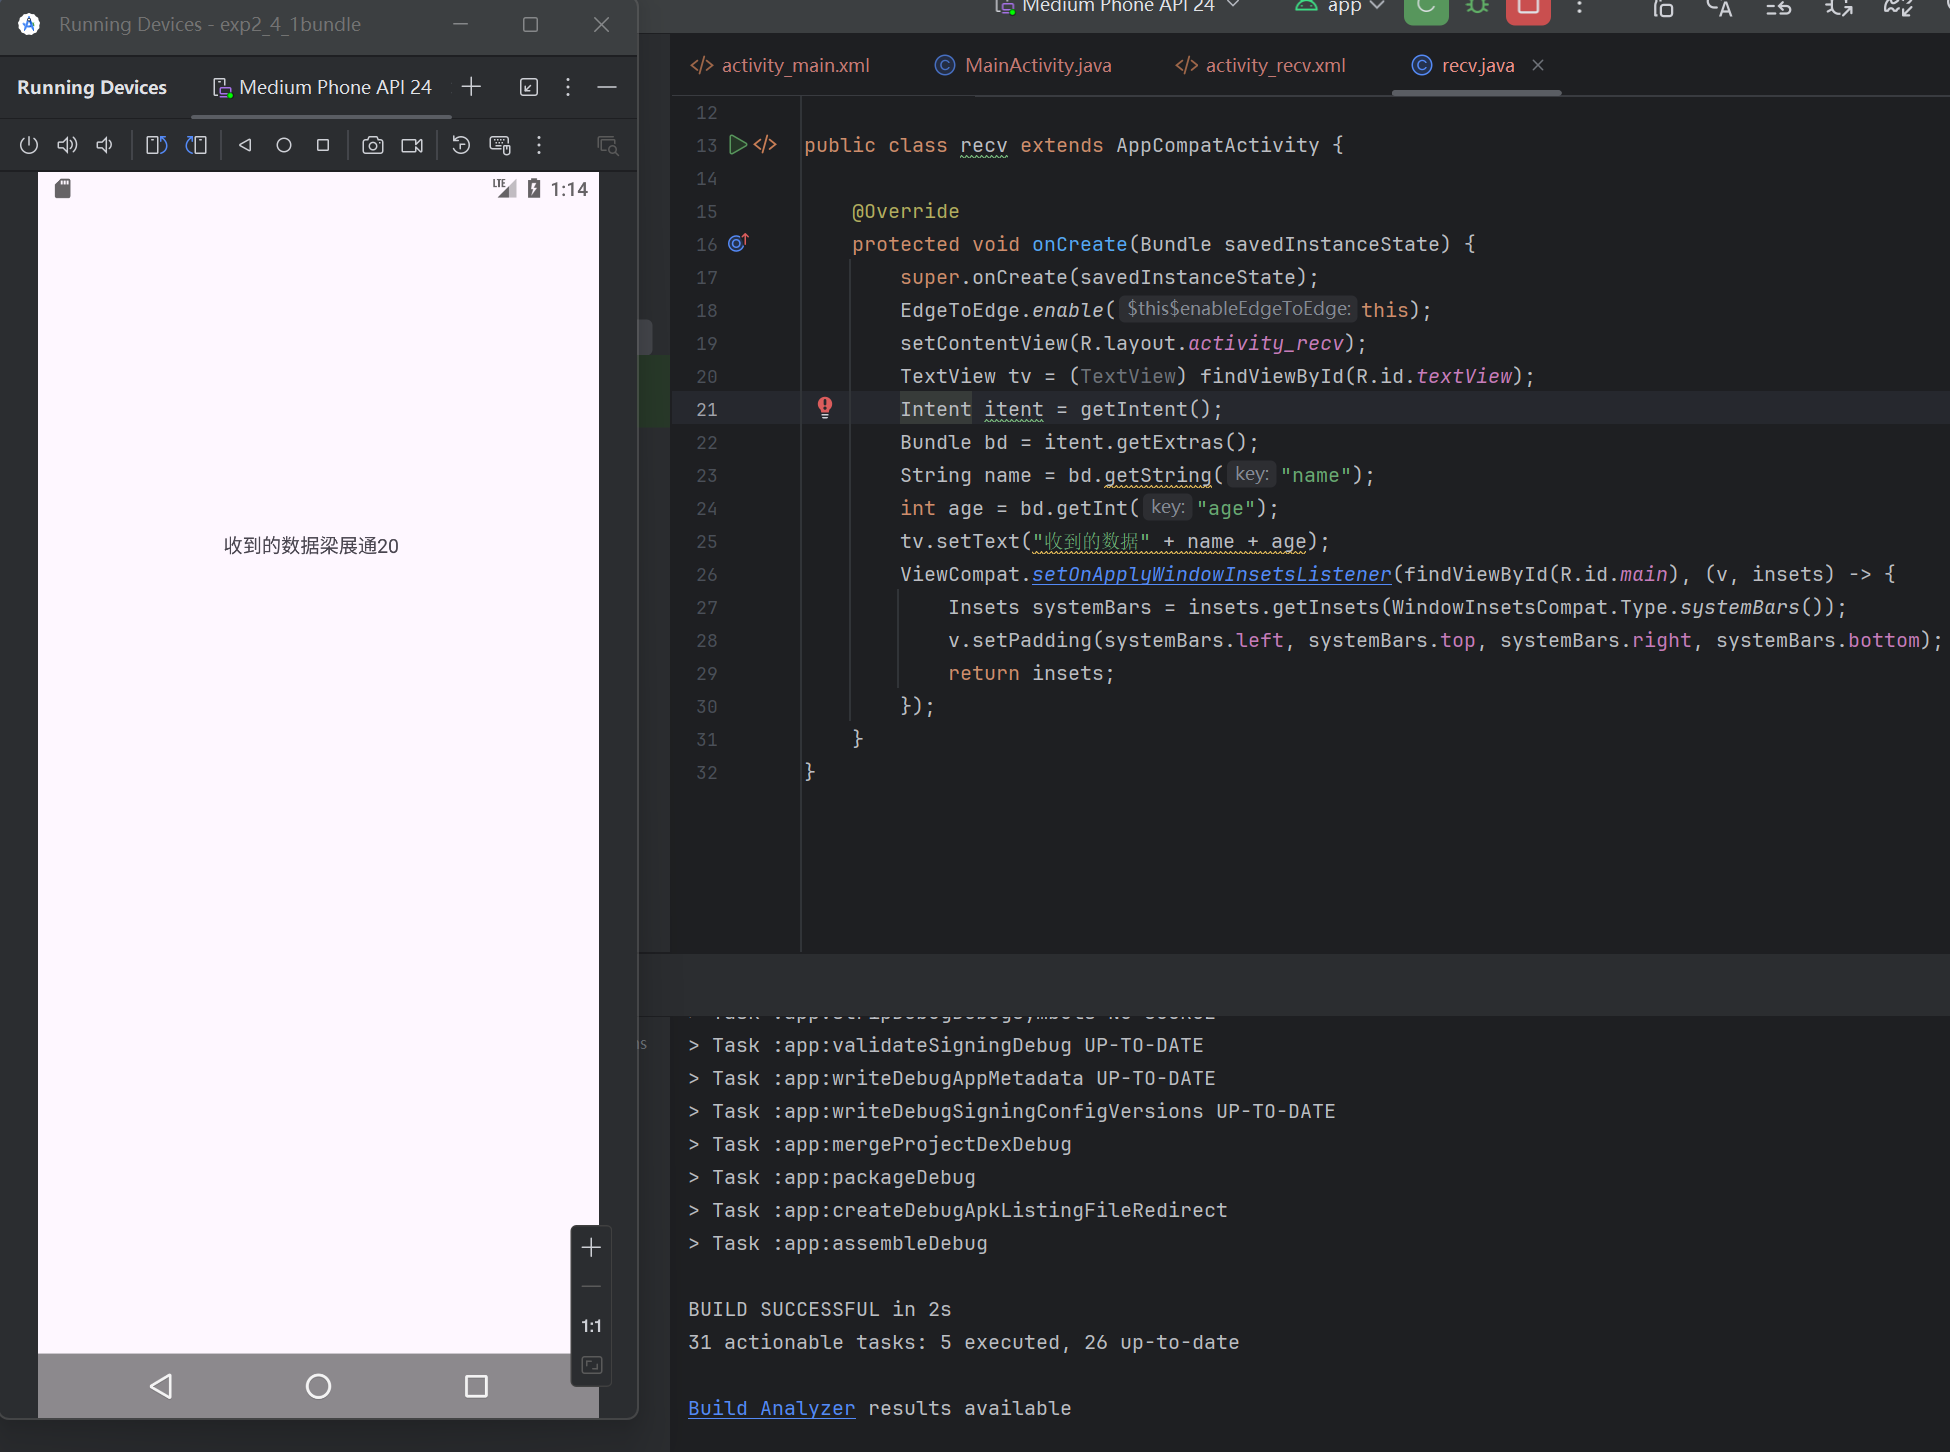 Running Devices - exp2_4_1bundle
Running Devices
Medium Phone API 24
LTE
1:14
收到的数据梁展通20
1:1
Medium Phone API 24
app
activity_main.xml
MainActivity.java
activity_recv.xml
recv.java
12
13 public class recv extends AppCompatActivity {
14
15 @Override
16 protected void onCreate(Bundle savedInstanceState) {
17 super.onCreate(savedInstanceState);
18 EdgeToEdge.enable( $this$enableEdgeToEdge: this);
19 setContentView(R.layout.activity_recv);
20 TextView tv = (TextView) findViewById(R.id.textView);
21 Intent itent = getIntent();
22 Bundle bd = itent.getExtras();
23 String name = bd.getString( key: "name");
24 int age = bd.getInt( key: "age");
25 tv.setText("收到的数据" + name + age);
26 ViewCompat.setOnApplyWindowInsetsListener(findViewById(R.id.main), (v, insets) -> {
27 Insets systemBars = insets.getInsets(WindowInsetsCompat.Type.systemBars());
28 v.setPadding(systemBars.left, systemBars.top, systemBars.right, systemBars.bottom);
29 return insets;
30 });
31 }
32 }
> Task :app:validateSigningDebug UP-TO-DATE
> Task :app:writeDebugAppMetadata UP-TO-DATE
> Task :app:writeDebugSigningConfigVersions UP-TO-DATE
> Task :app:mergeProjectDexDebug
> Task :app:packageDebug
> Task :app:createDebugApkListingFileRedirect
> Task :app:assembleDebug
BUILD SUCCESSFUL in 2s
31 actionable tasks: 5 executed, 26 up-to-date
Build Analyzer results available